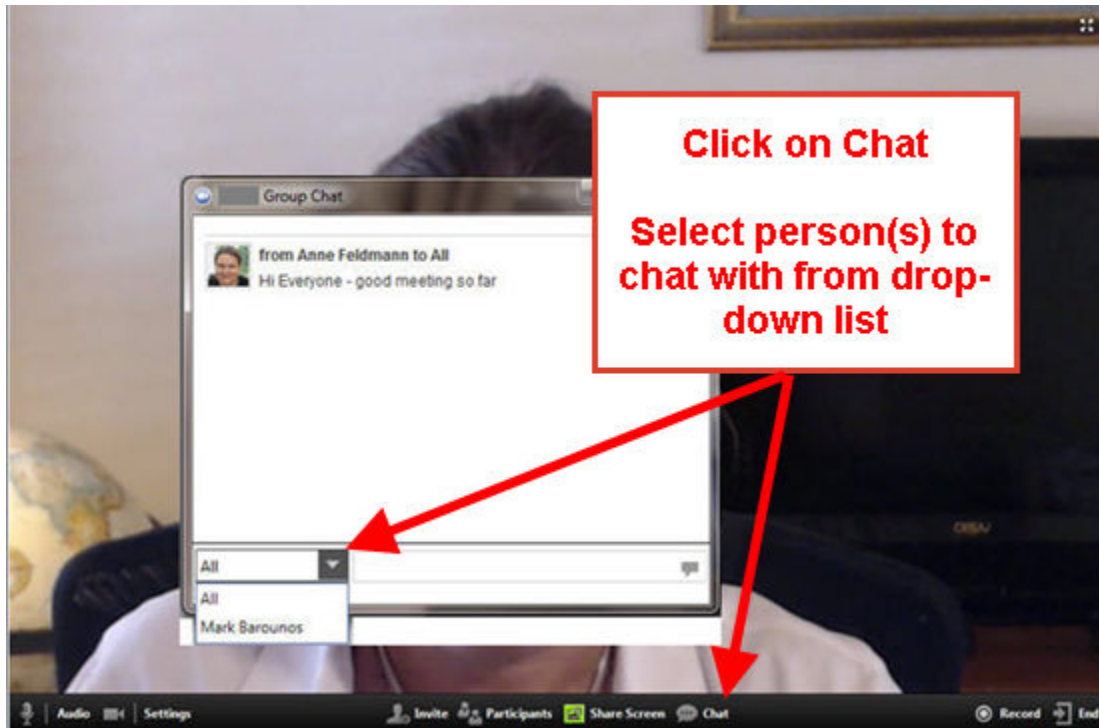 Click on Chat
Select person(s) to
chat with from drop-
down list
Group Chat
from Anne Feldmann to All
Hi Everyone - good meeting so far
All
All
Mark Barounos
Audio Settings Invite Participants Share Screen Chat Record End